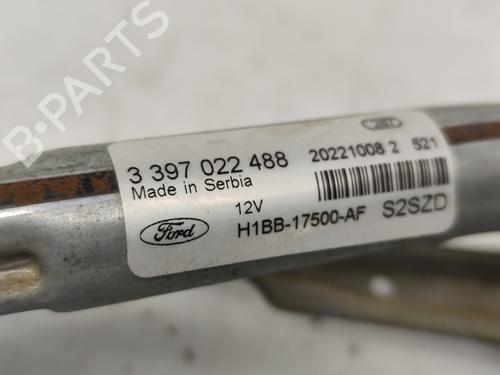 B-PARTS
3 397 022 488
Made in Serbia
20221008 2 521
12V
Ford
H1BB-17500-AF
S2SZD